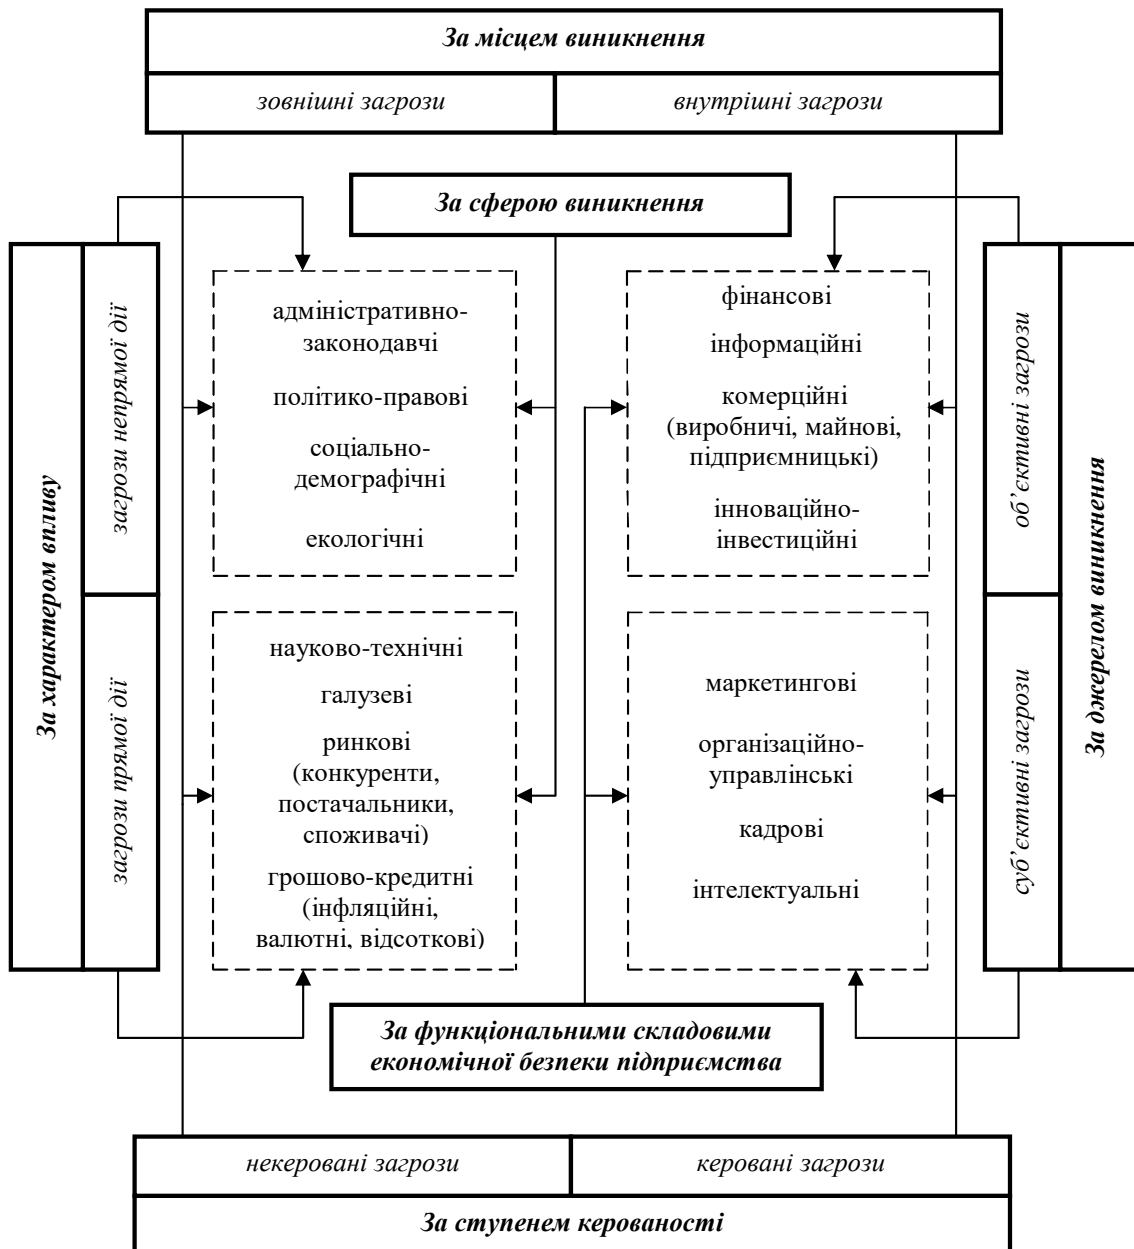 За місцем виникнення
зовнішні загрози
внутрішні загрози
За сферою виникнення
За характером впливу
загрози непрямої дії
загрози прямої дії
адміністративно-
законодавчі
політико-правові
соціально-
демографічні
екологічні
фінансові
інформаційні
комерційні
(виробничі, майнові,
підприємницькі)
інноваційно-
інвестиційні
об’єктивні загрози
суб’єктивні загрози
За джерелом виникнення
науково-технічні
галузеві
ринкові
(конкуренти,
постачальники,
споживачі)
грошово-кредитні
(інфляційні,
валютні, відсоткові)
маркетингові
організаційно-
управлінські
кадрові
інтелектуальні
За функціональними складовими
економічної безпеки підприємства
некеровані загрози
керовані загрози
За ступенем керованості